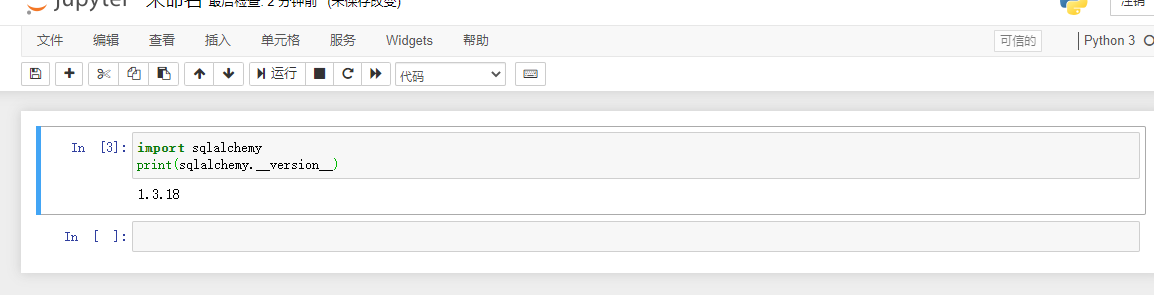 jupyter 未命名 最后检查: 2 分钟前 (未保存改变)
注销
文件 编辑 查看 插入 单元格 服务 Widgets 帮助
可信的 Python 3
运行 代码
In [3]: import sqlalchemy
print(sqlalchemy.__version__)
1.3.18
In [ ]: